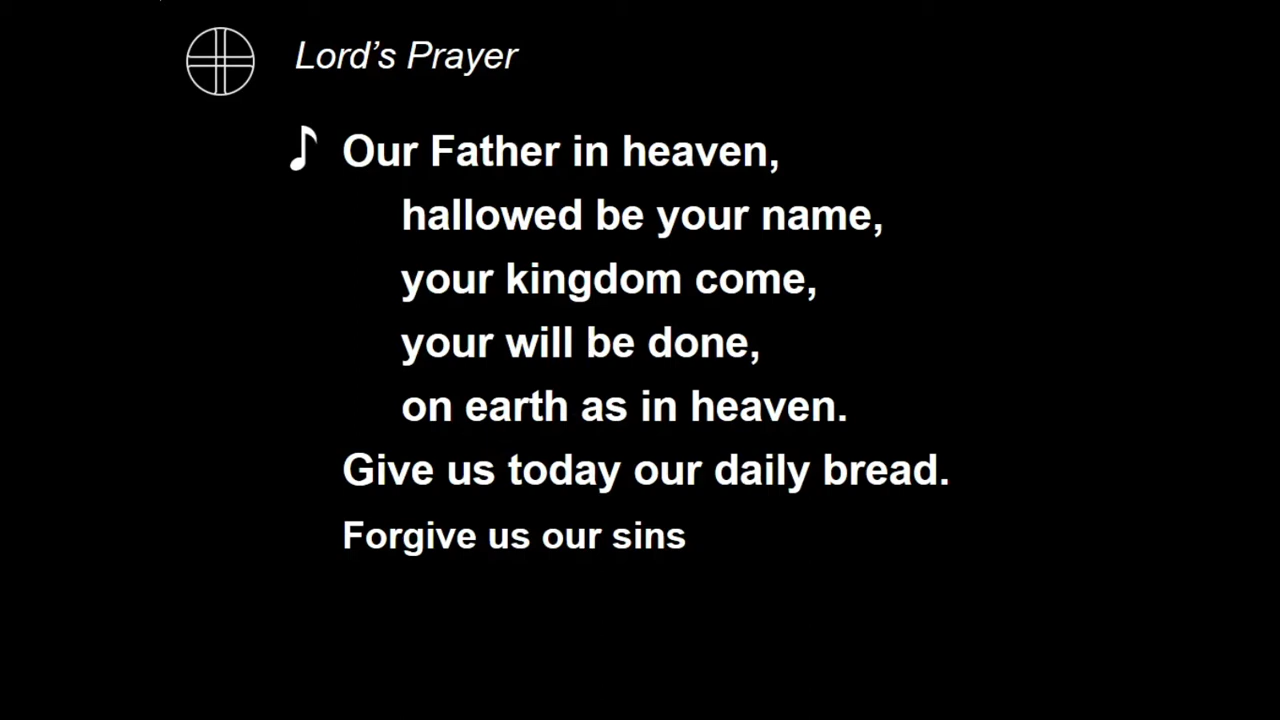 Lord’s Prayer
Our Father in heaven,
hallowed be your name,
your kingdom come,
your will be done,
on earth as in heaven.
Give us today our daily bread.
Forgive us our sins